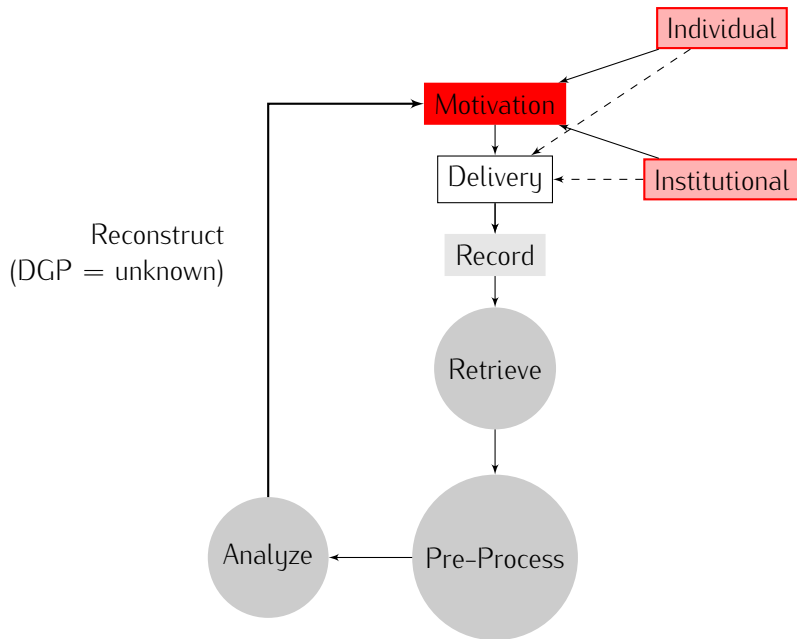 Individual
Motivation
Delivery
Institutional
Reconstruct
(DGP = unknown)
Record
Retrieve
Analyze
Pre-Process